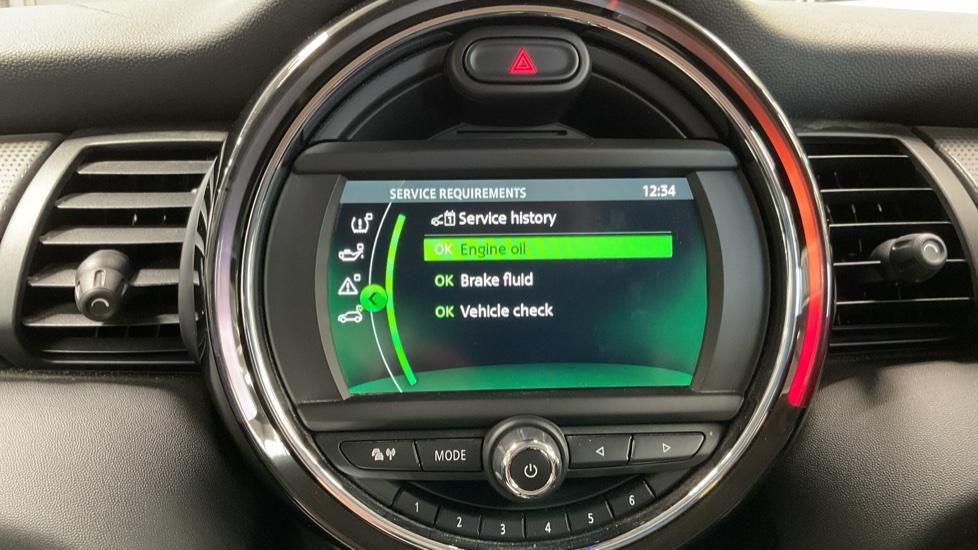 SERVICE REQUIREMENTS 12:34
Service history
OK Engine oil
OK Brake fluid
OK Vehicle check
MODE
1 2 3 4 5 6